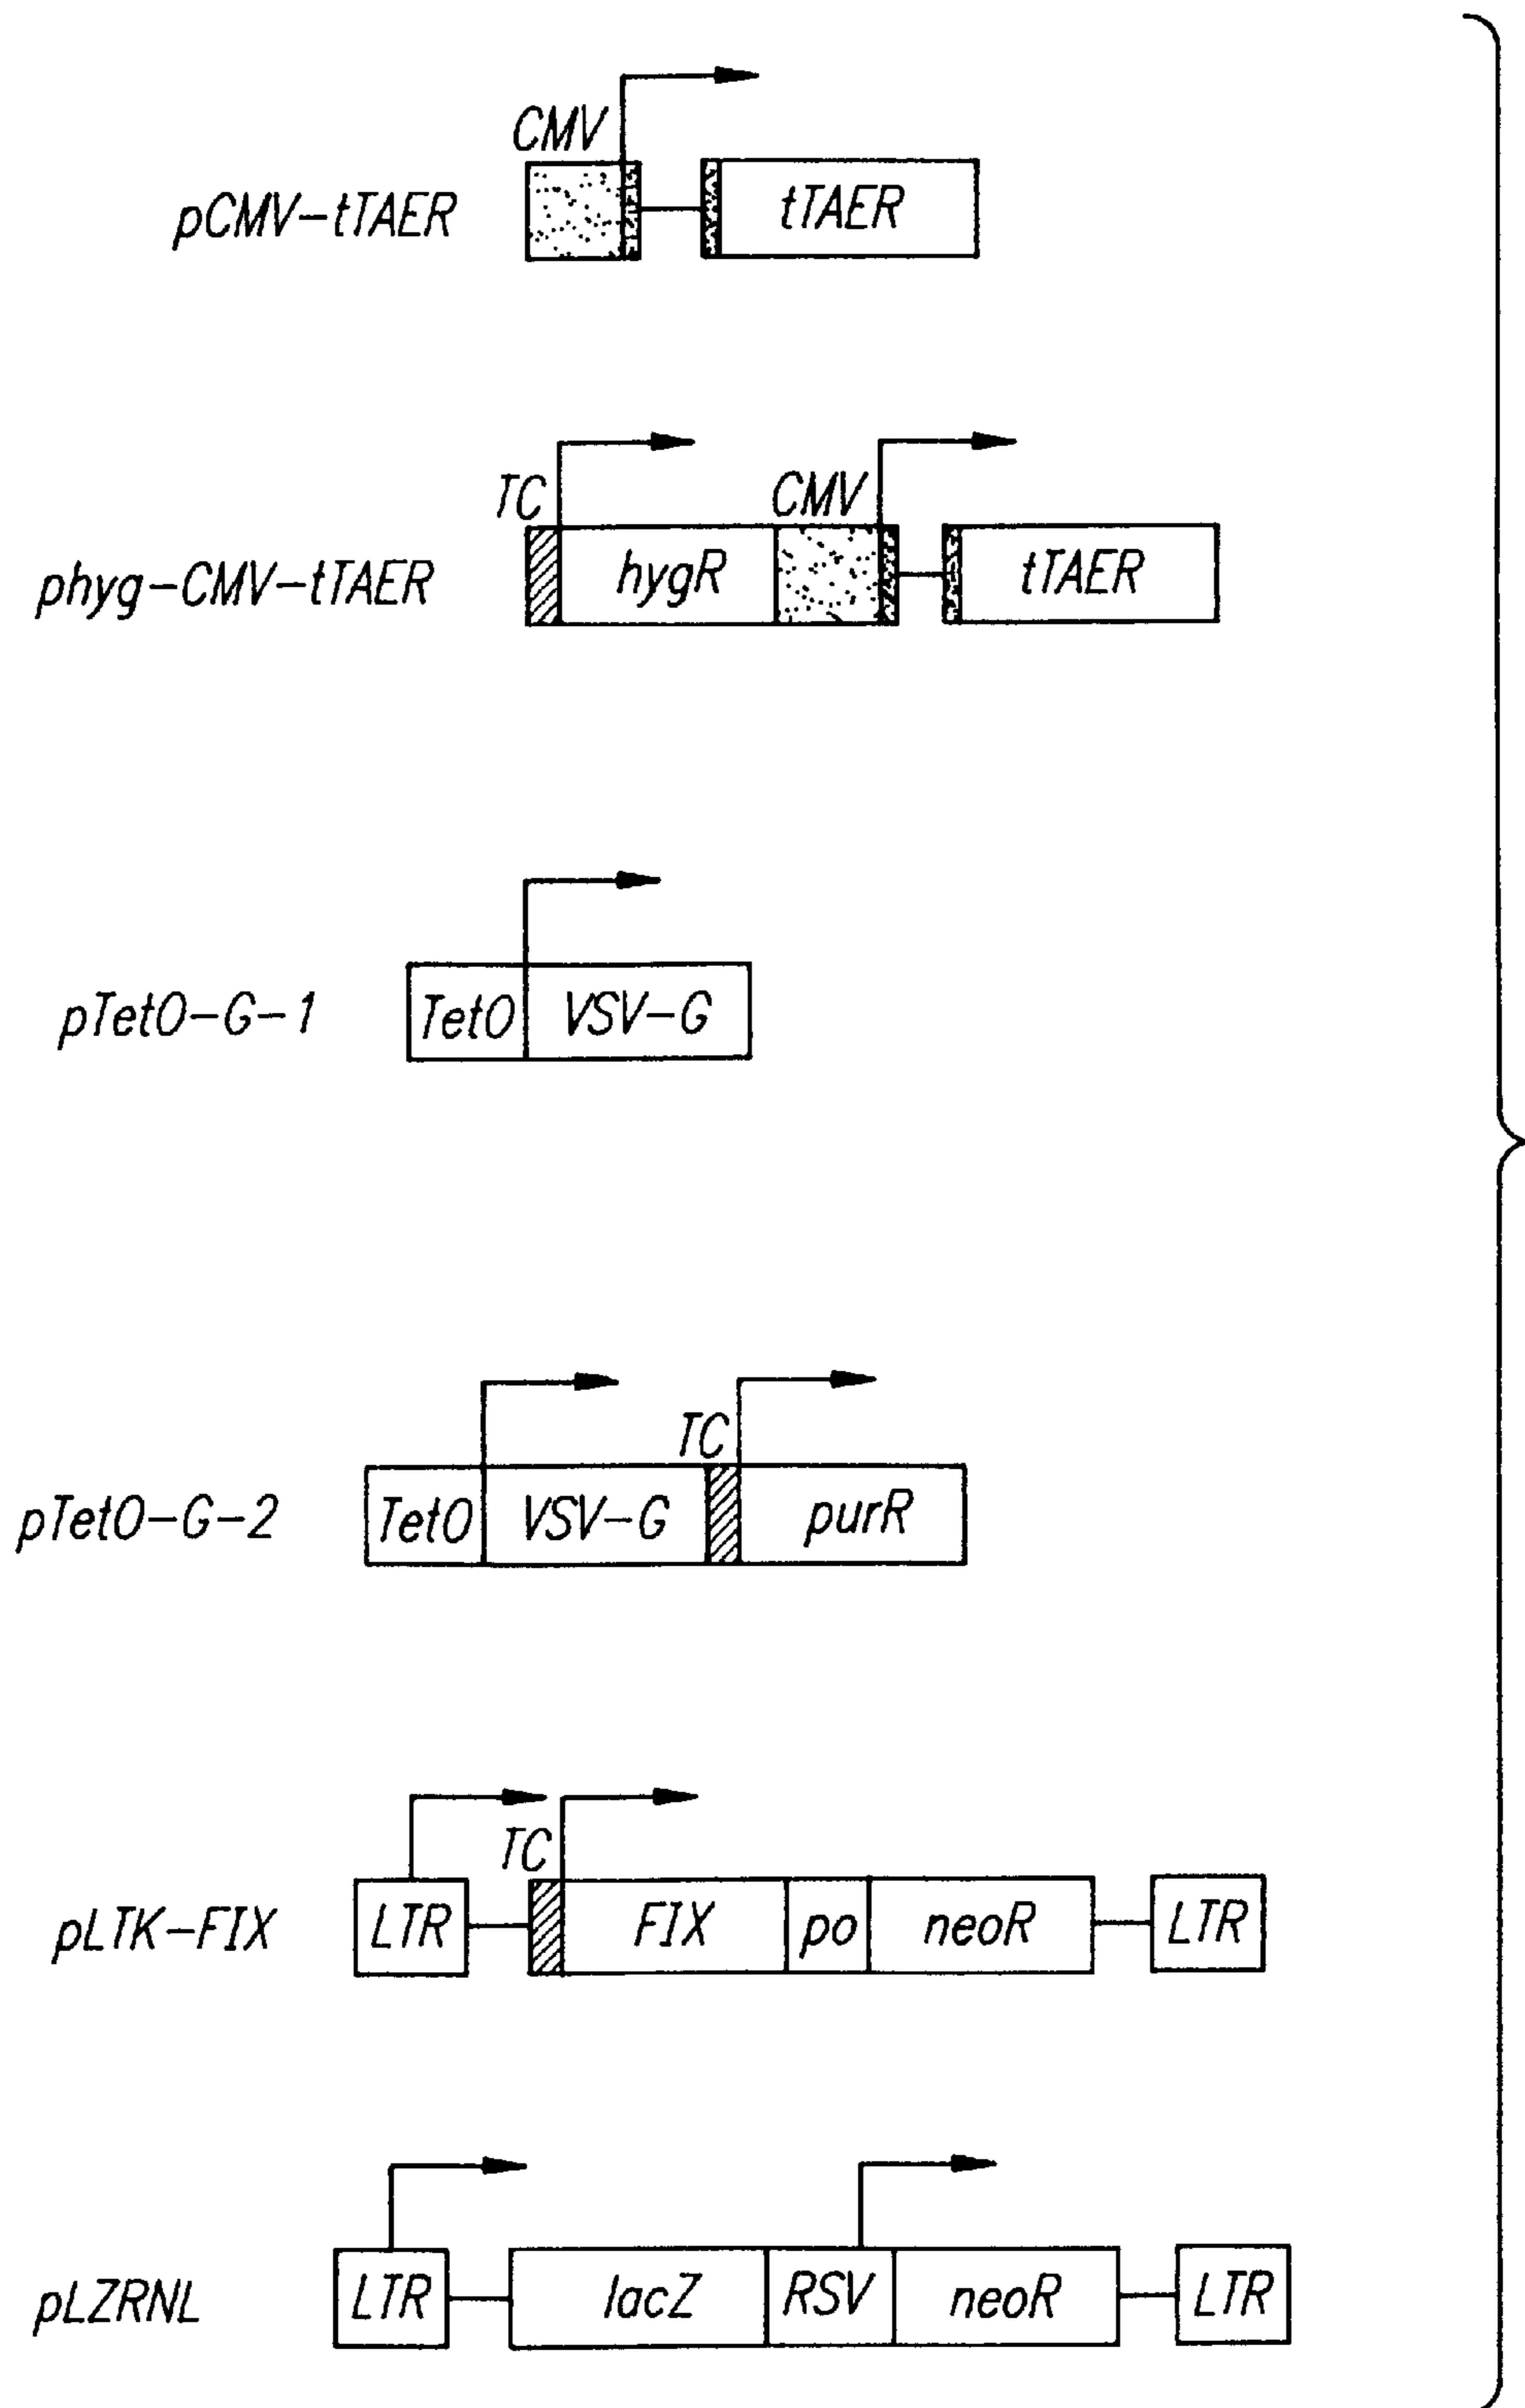 CMV
pCMV-tTAER tTAER
TC CMV
phyg-CMV-tTAER hygR tTAER
pTetO-G-1 TetO VSV-G
TC
pTetO-G-2 TetO VSV-G purR
TC
pLTK-FIX LTR FIX po neoR LTR
pLZRNL LTR lacZ RSV neoR LTR